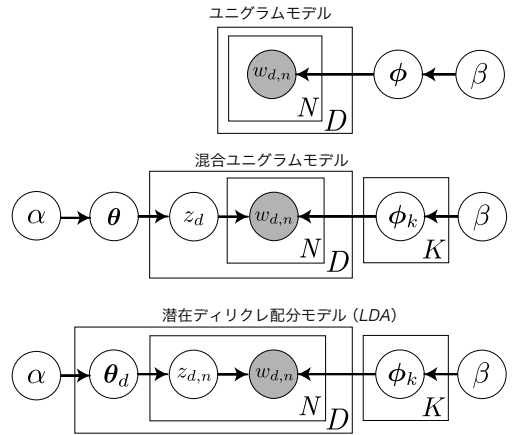 ユニグラムモデル
w_{d,n} ϕ β
N D
混合ユニグラムモデル
α θ z_d w_{d,n} ϕ_k β
N D K
潜在ディリクレ配分モデル (LDA)
α θ_d z_{d,n} w_{d,n} ϕ_k β
N D K